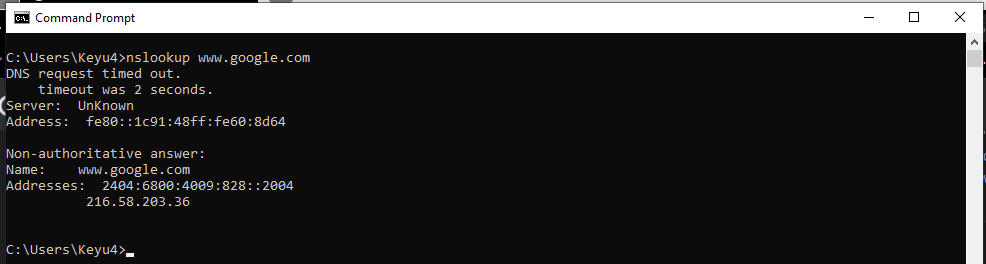 Command Prompt
C:\Users\Keyu4>nslookup www.google.com
DNS request timed out.
    timeout was 2 seconds.
Server:  UnKnown
Address:  fe80::1c91:48ff:fe60:8d64

Non-authoritative answer:
Name:    www.google.com
Addresses:  2404:6800:4009:828::2004
          216.58.203.36

C:\Users\Keyu4>